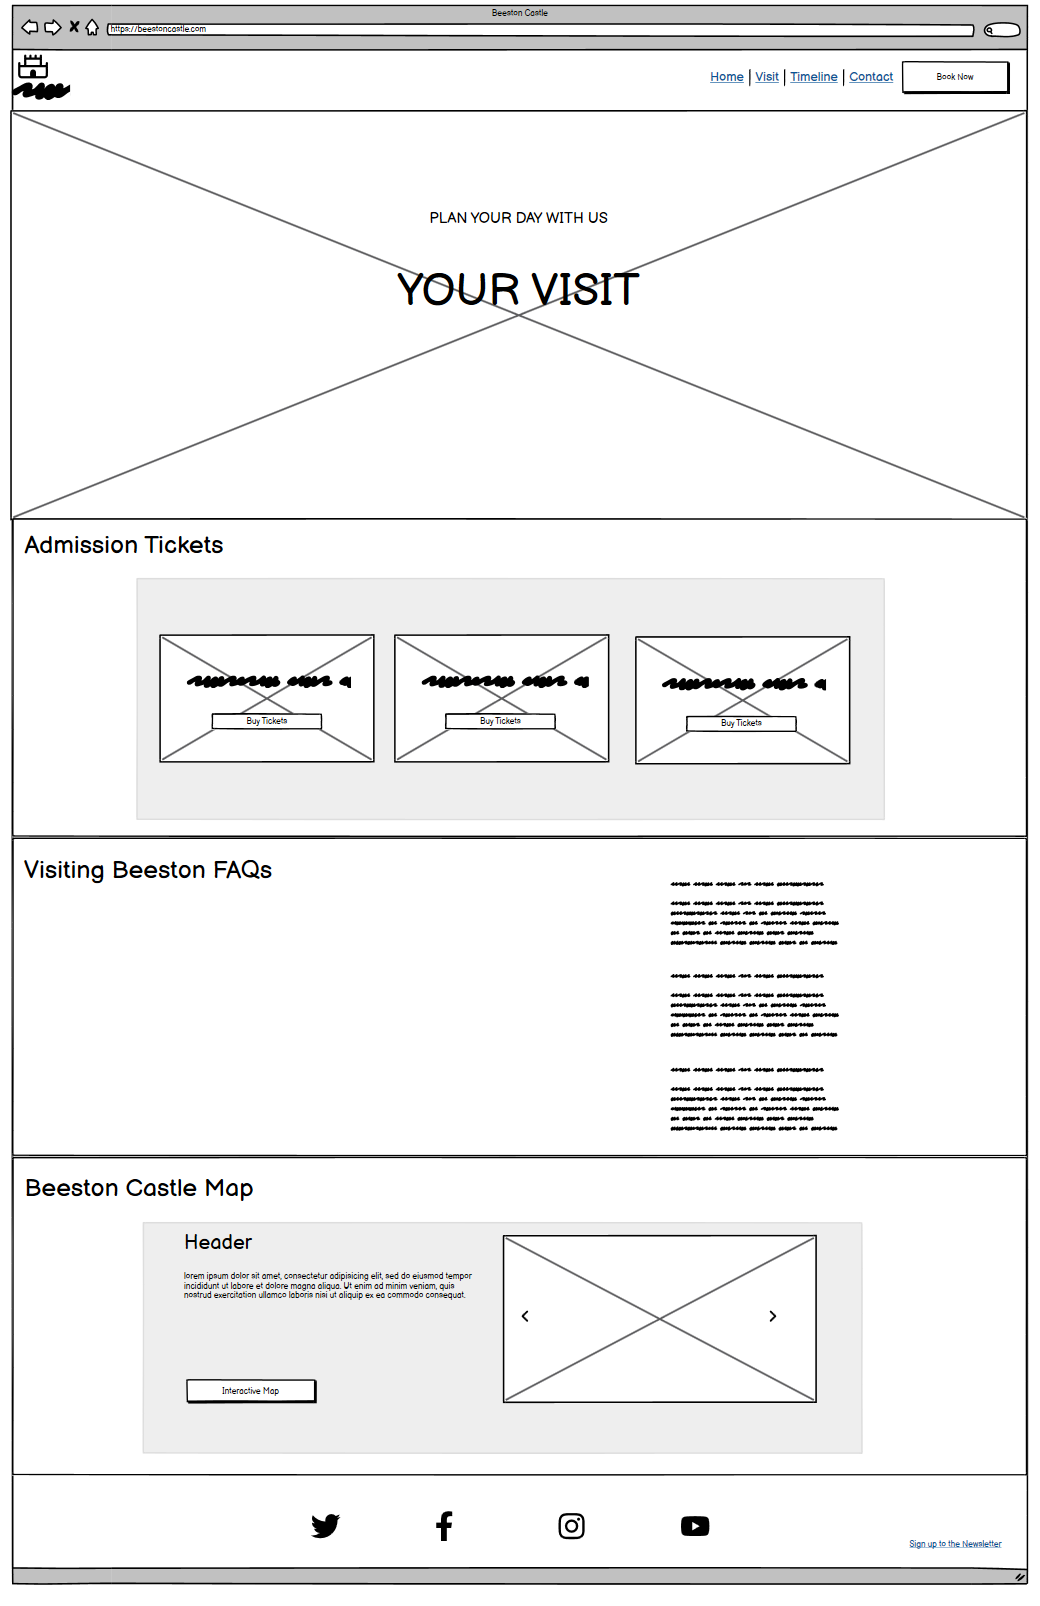 Beeston Castle
https://beestoncastle.com
Home Visit Timeline Contact Book Now
PLAN YOUR DAY WITH US
YOUR VISIT
Admission Tickets
Buy Tickets Buy Tickets Buy Tickets
Visiting Beeston FAQs
Beeston Castle Map
Header
lorem ipsum dolor sit amet, consectetur adipisicing elit, sed do eiusmod tempor
incididunt ut labore et dolore magna aliqua. Ut enim ad minim veniam, quis
nostrud exercitation ullamco laboris nisi ut aliquip ex ea commodo consequat.
Interactive Map
Sign up to the Newsletter